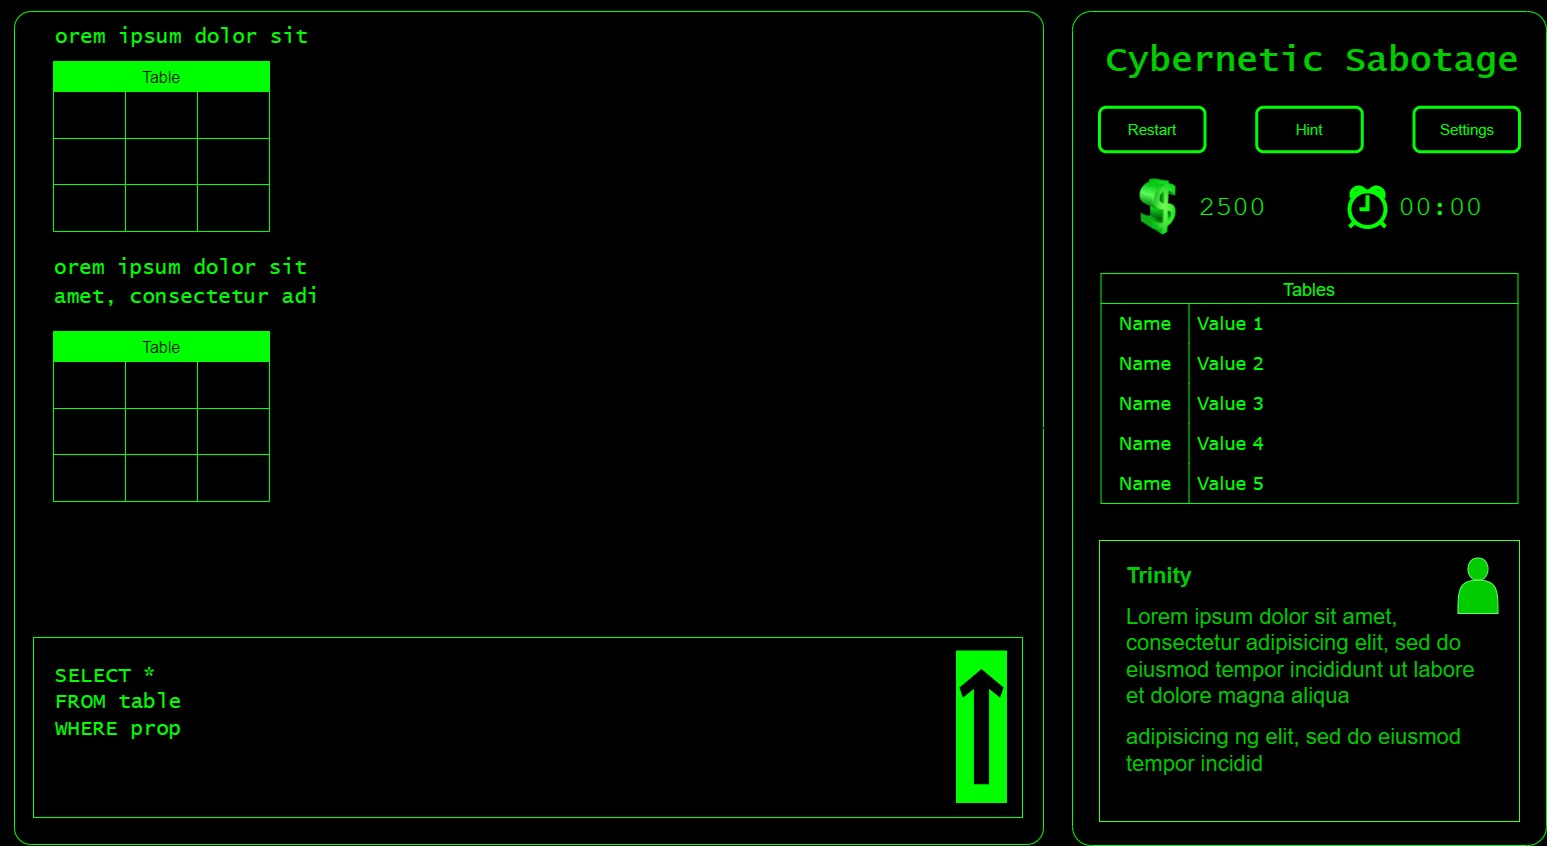 orem ipsum dolor sit
Table
orem ipsum dolor sit
amet, consectetur adi
Table
SELECT *
FROM table
WHERE prop
Cybernetic Sabotage
Restart
Hint
Settings
$ 2500
00:00
Tables
Name Value 1
Name Value 2
Name Value 3
Name Value 4
Name Value 5
Trinity
Lorem ipsum dolor sit amet,
consectetur adipisicing elit, sed do
eiusmod tempor incididunt ut labore
et dolore magna aliqua
adipisicing ng elit, sed do eiusmod
tempor incidid